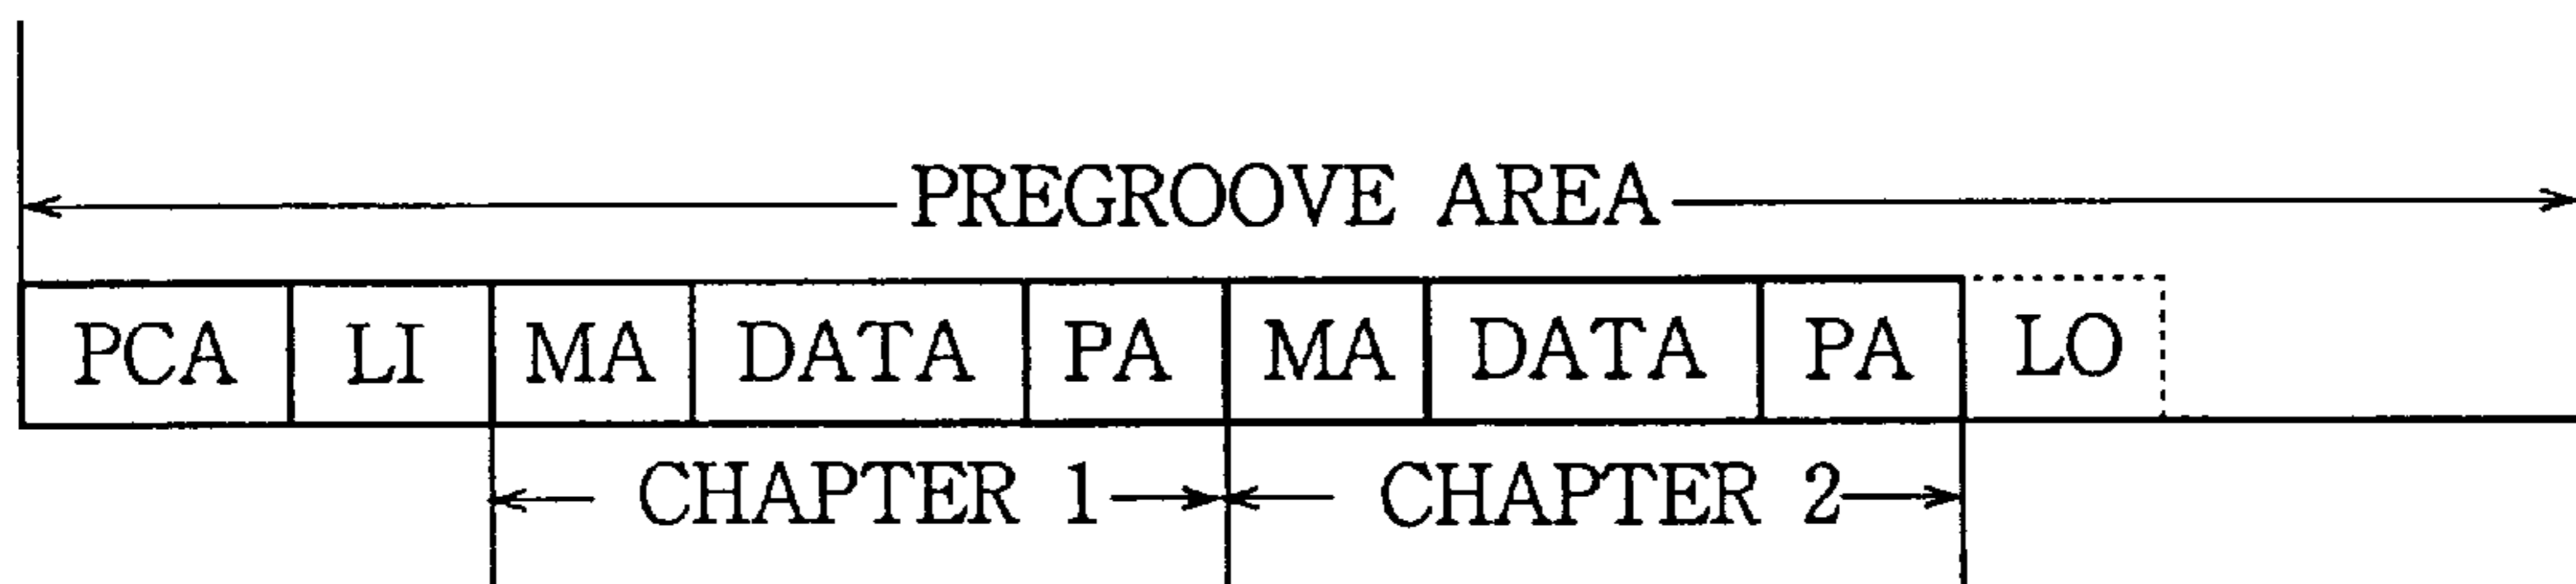 PREGROOVE AREA
PCA LI MA DATA PA MA DATA PA LO
CHAPTER 1 CHAPTER 2